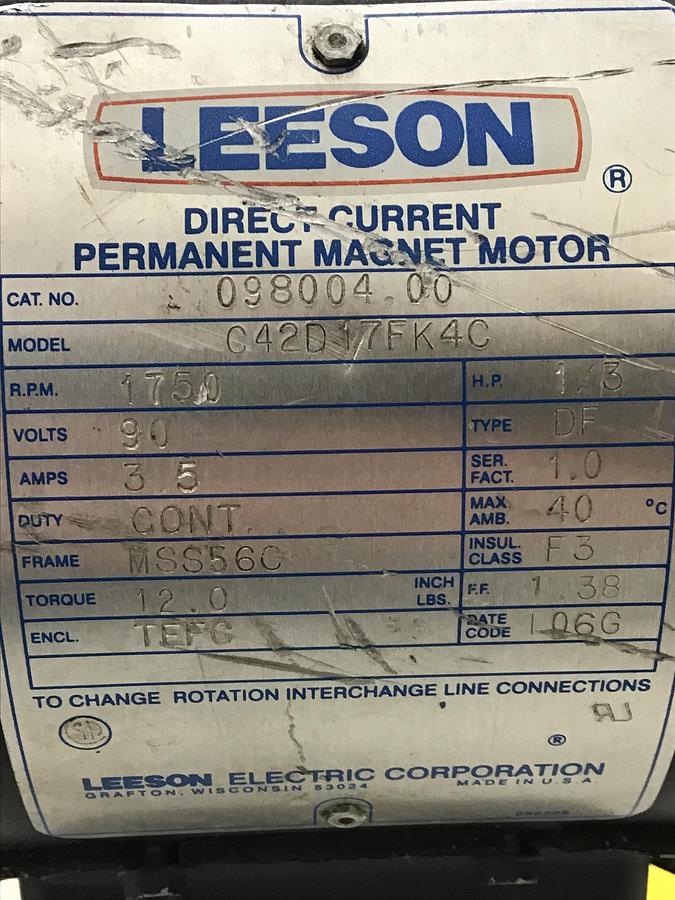 LEESON
®
DIRECT CURRENT
PERMANENT MAGNET MOTOR
CAT. NO. 098004.00
MODEL C42D17FK4C
R.P.M. 1750 H.P. 1/3
VOLTS 90 TYPE DF
AMPS 3.5 SER. FACT. 1.0
DUTY CONT. MAX. AMB. 40 °C
FRAME MSS56C INSUL. CLASS F3
TORQUE 12.0 INCH LBS. F.F. 1.38
ENCL. TEFC DATE CODE L06G
TO CHANGE ROTATION INTERCHANGE LINE CONNECTIONS
®
LEESON ELECTRIC CORPORATION
GRAFTON, WISCONSIN 53024 MADE IN U.S.A.